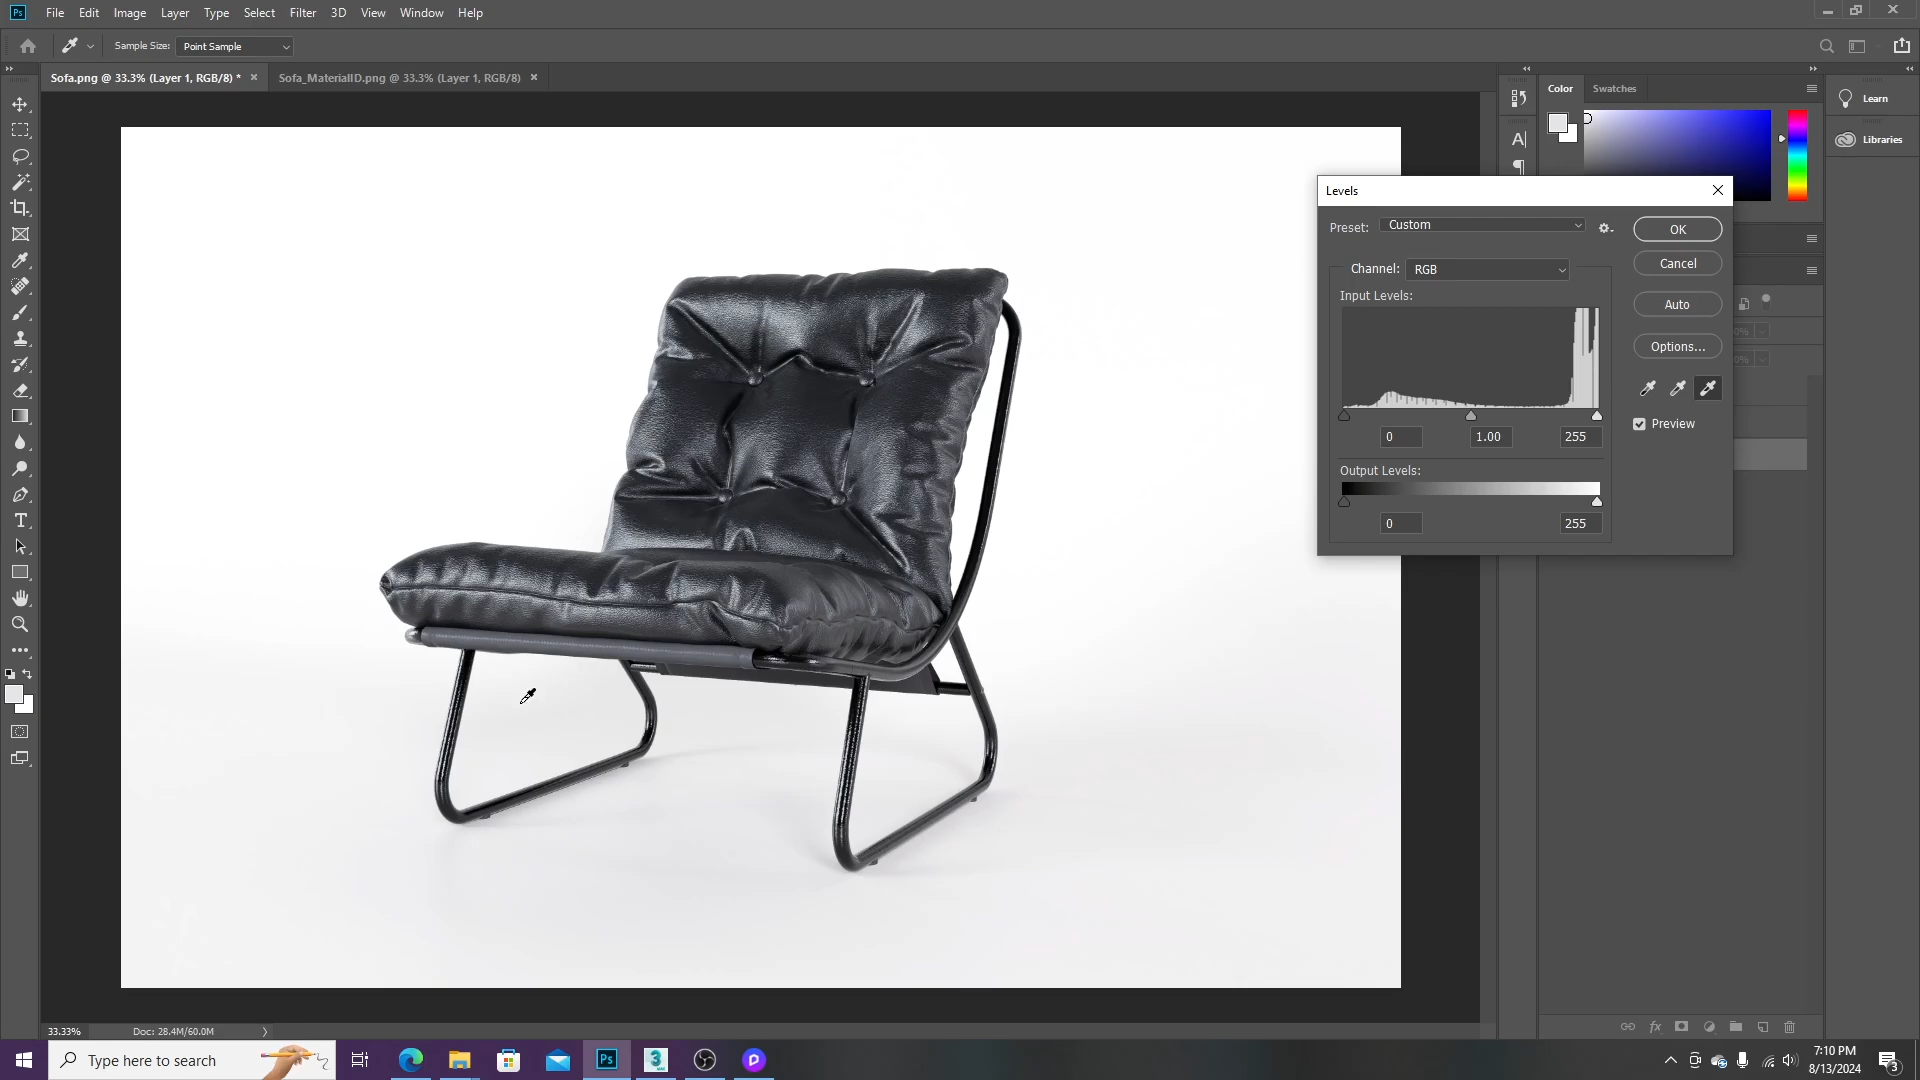 Ps File Edit Image Layer Type Select Filter 3D View Window Help
Sample Size: Point Sample
Sofa.png @ 33.3% (Layer 1, RGB/8) * × Sofa_MaterialID.png @ 33.3% (Layer 1, RGB/8) ×
Color Swatches
Learn
Libraries
Levels
Preset: Custom
OK
Channel: RGB
Cancel
Input Levels:
Auto
Options...
0 1.00 255
Preview
Output Levels:
0 255
33.33% Doc: 28.4M/60.0M
Type here to search
7:10 PM
8/13/2024
3